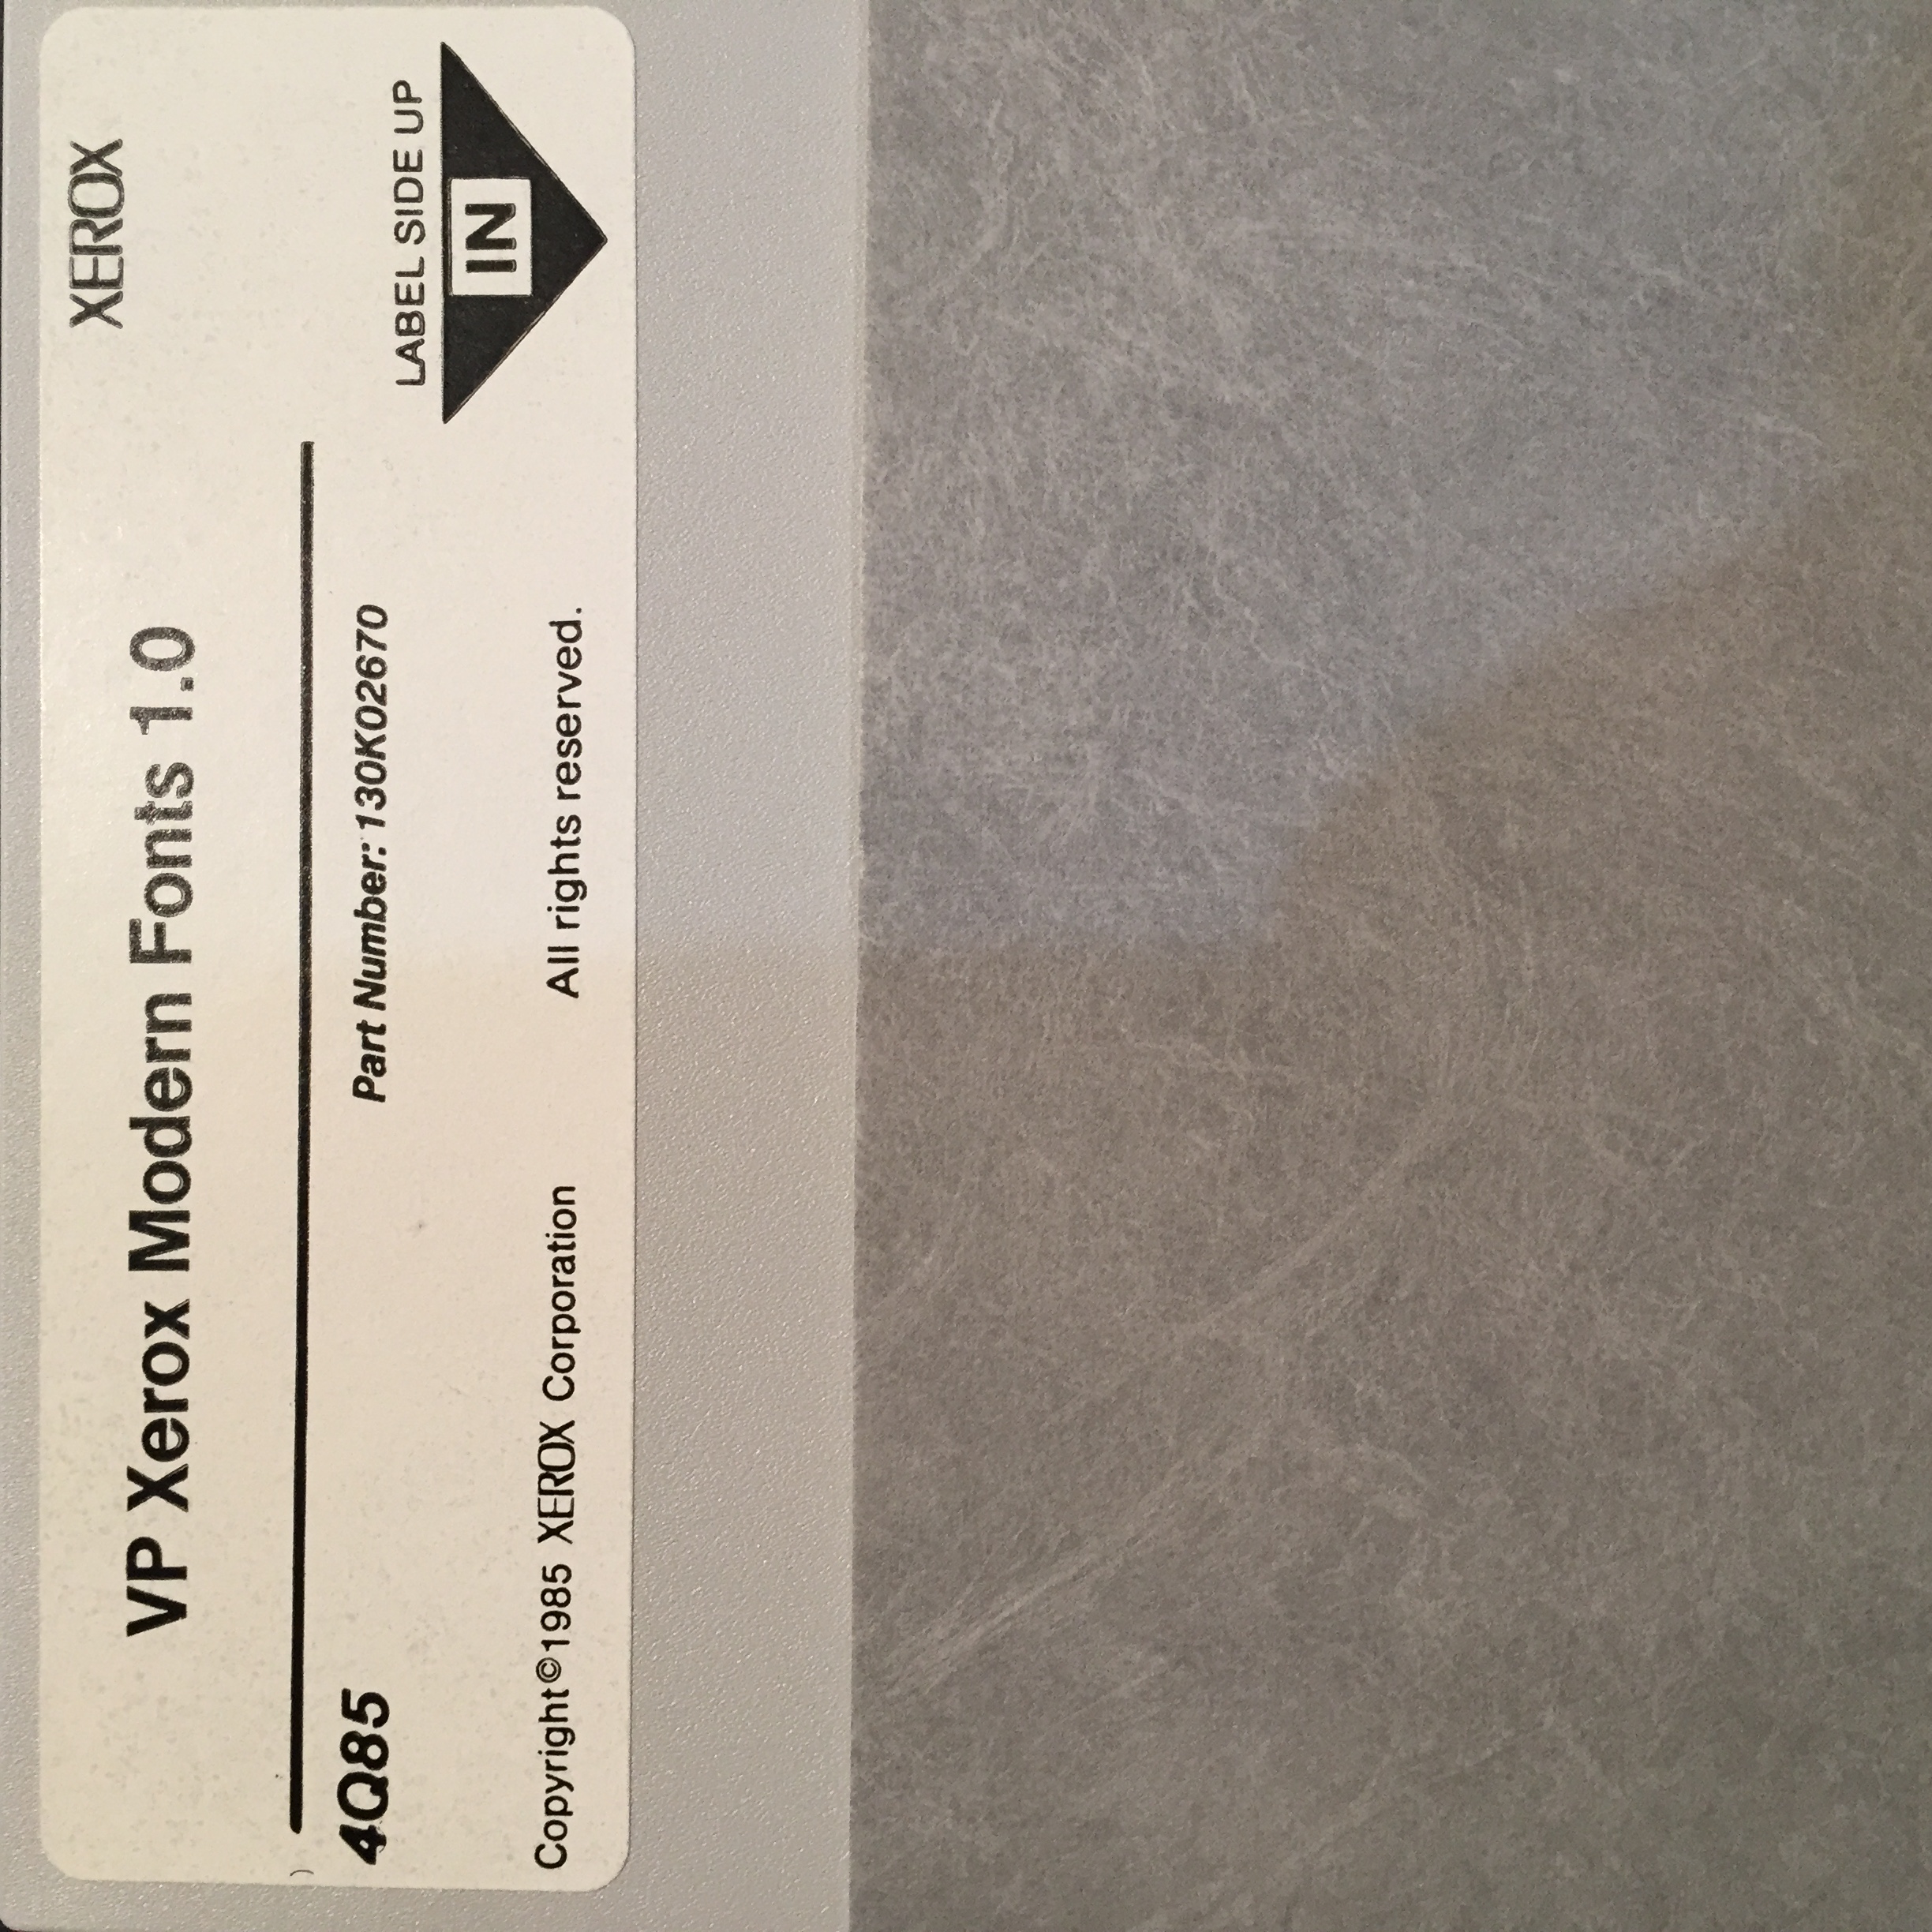 XEROX
VP Xerox Modern Fonts 1.0
4Q85
Part Number: 130K02670
LABEL SIDE UP
IN
Copyright©1985 XEROX Corporation
All rights reserved.